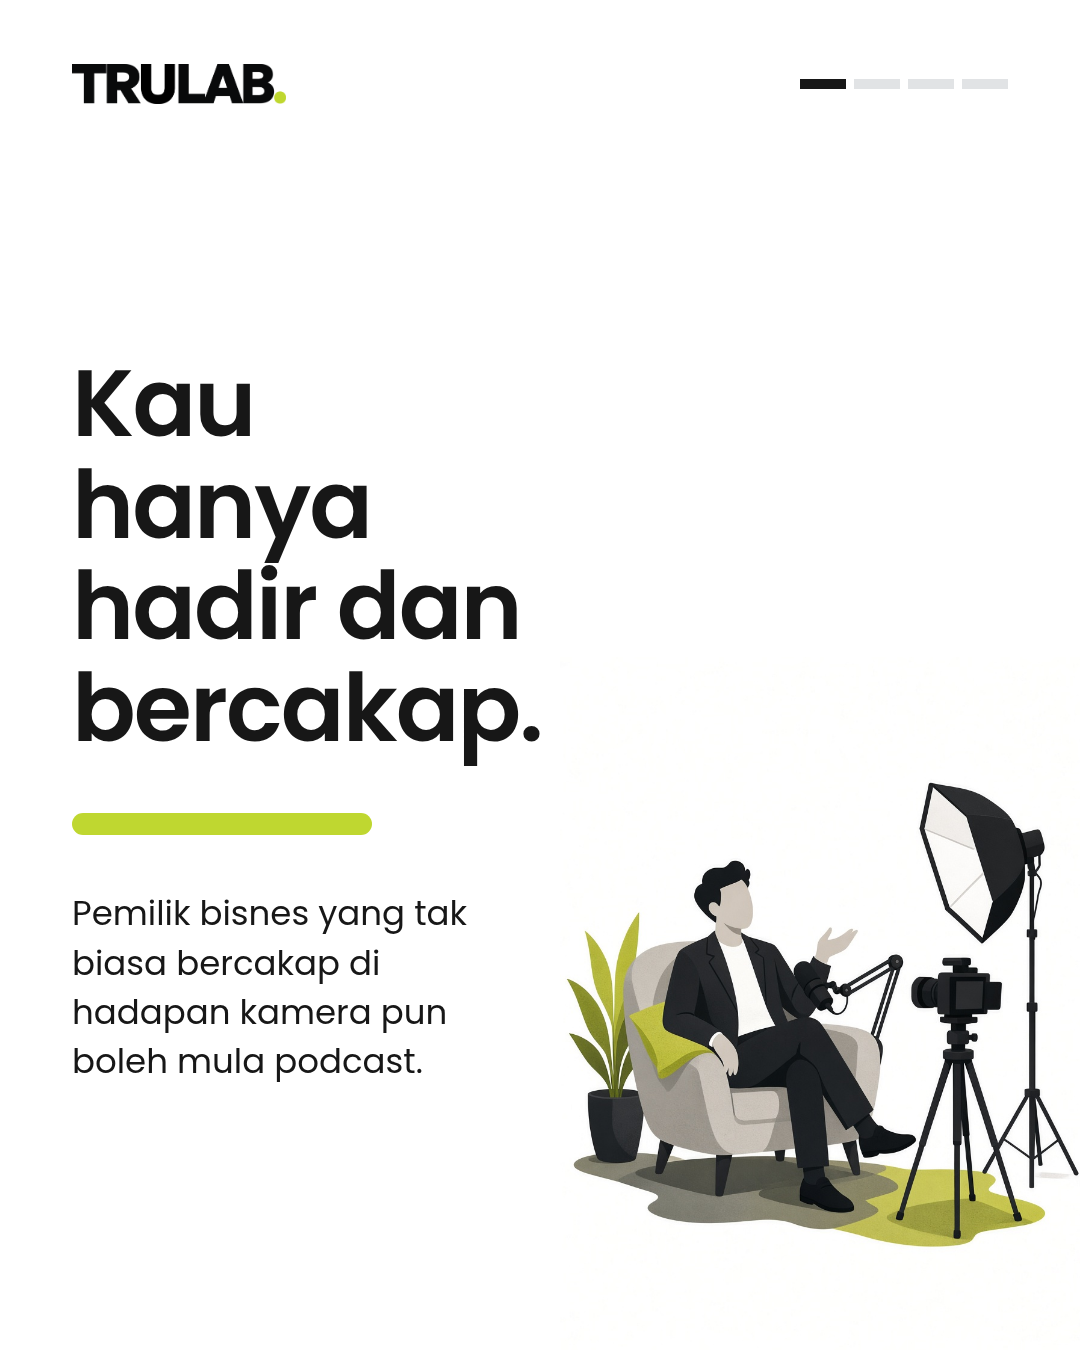 TRULAB.
Kau
hanya
hadir dan
bercakap.
Pemilik bisnes yang tak
biasa bercakap di
hadapan kamera pun
boleh mula podcast.